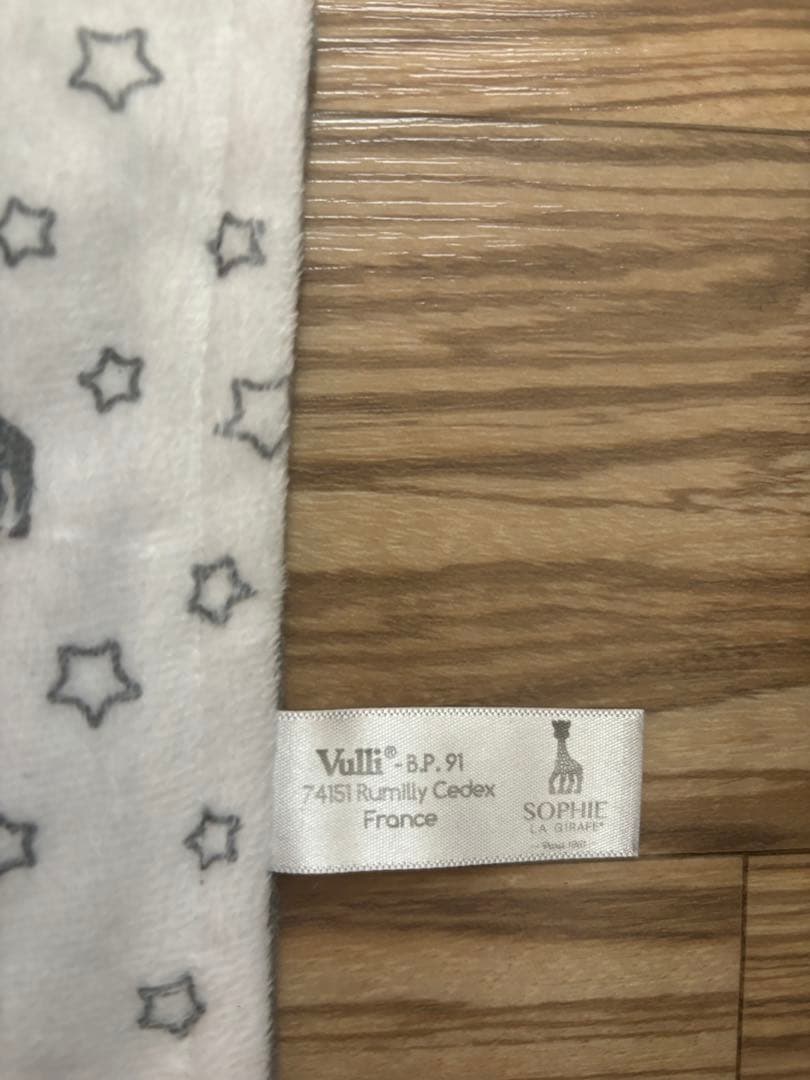 Vulli® - B.P. 91
74151 Rumilly Cedex
France
SOPHIE
LA GIRAFE®